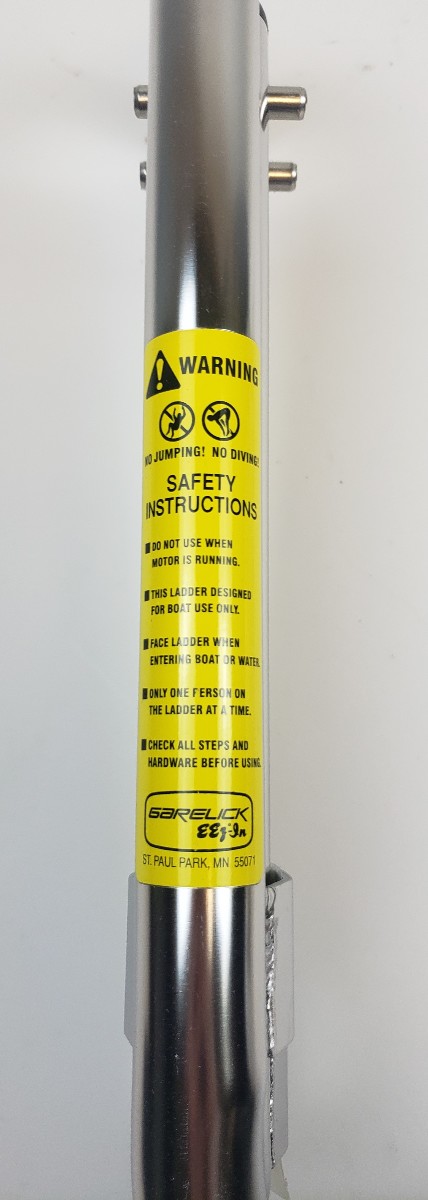 WARNING
NO JUMPING! NO DIVING!
SAFETY
INSTRUCTIONS
■ DO NOT USE WHEN
MOTOR IS RUNNING.
■ THIS LADDER DESIGNED
FOR BOAT USE ONLY.
■ FACE LADDER WHEN
ENTERING BOAT OR WATER.
■ ONLY ONE PERSON ON
THE LADDER AT A TIME.
■ CHECK ALL STEPS AND
HARDWARE BEFORE USING.
GARELICK
EEz-In
ST. PAUL PARK, MN 55071